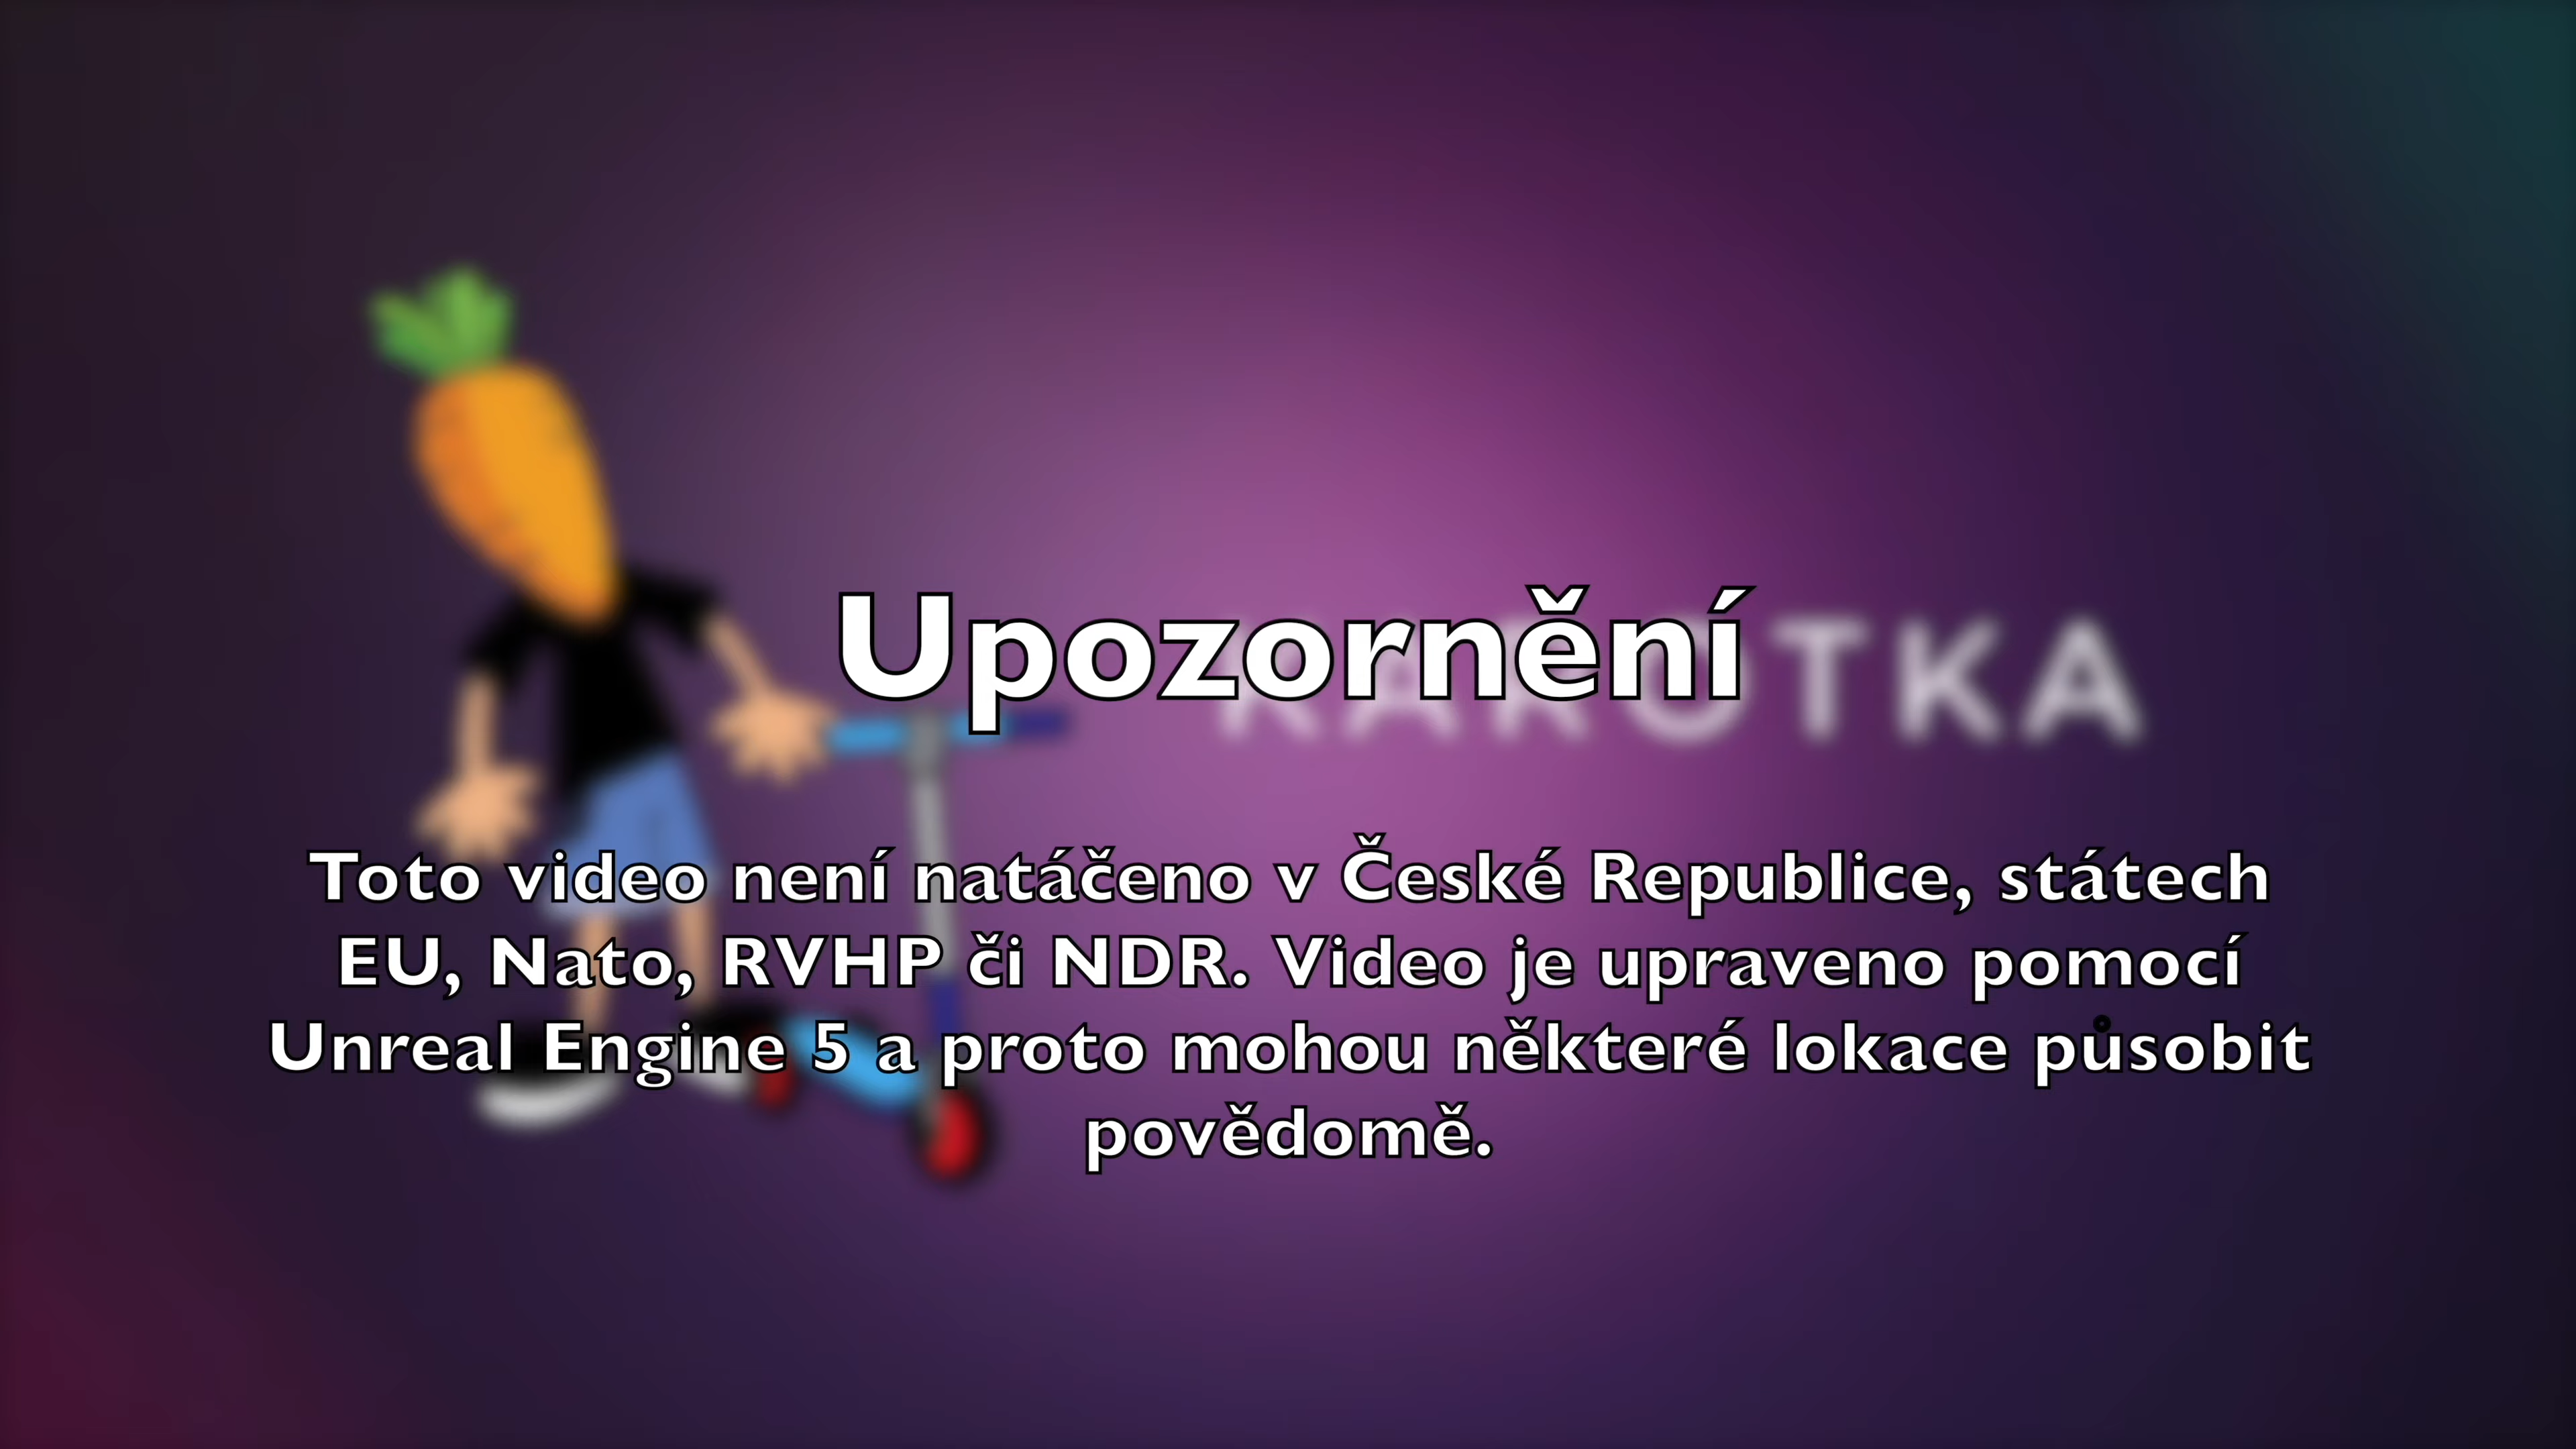 Upozornění
KAROTKA
Toto video není natáčeno v České Republice, státech
EU, Nato, RVHP či NDR. Video je upraveno pomocí
Unreal Engine 5 a proto mohou některé lokace působit
povědomě.